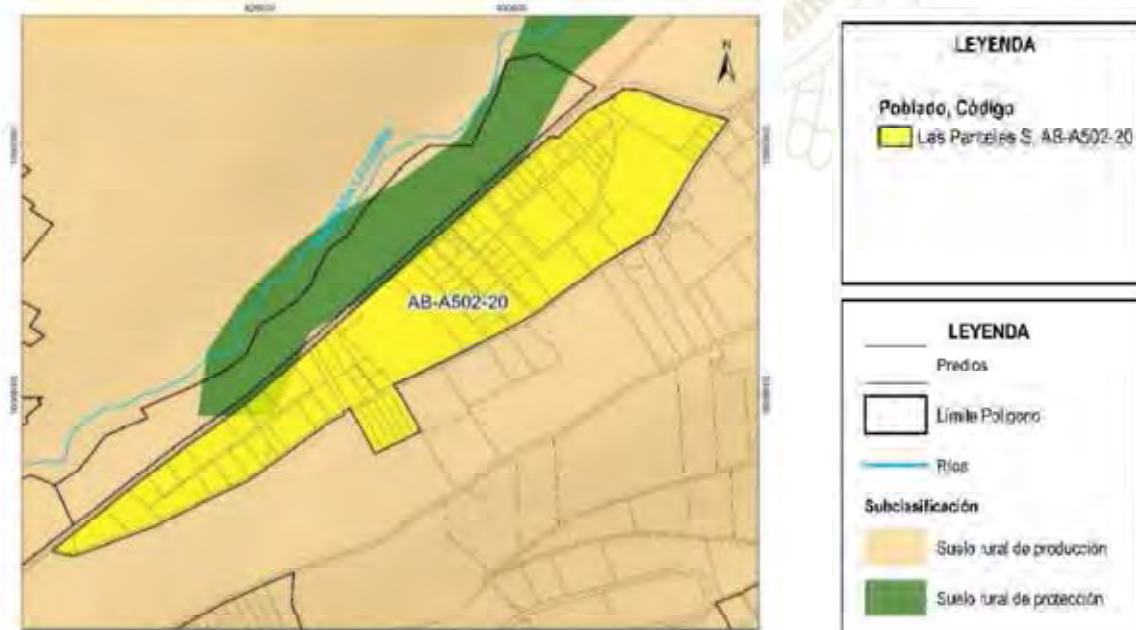 N
AB-A502-20
LEYENDA
Poblado, Código
Las Parcelas S, AB-A502-20
LEYENDA
Predios
Límite Polígono
Ríos
Subclasificación
Suelo rural de producción
Suelo rural de protección